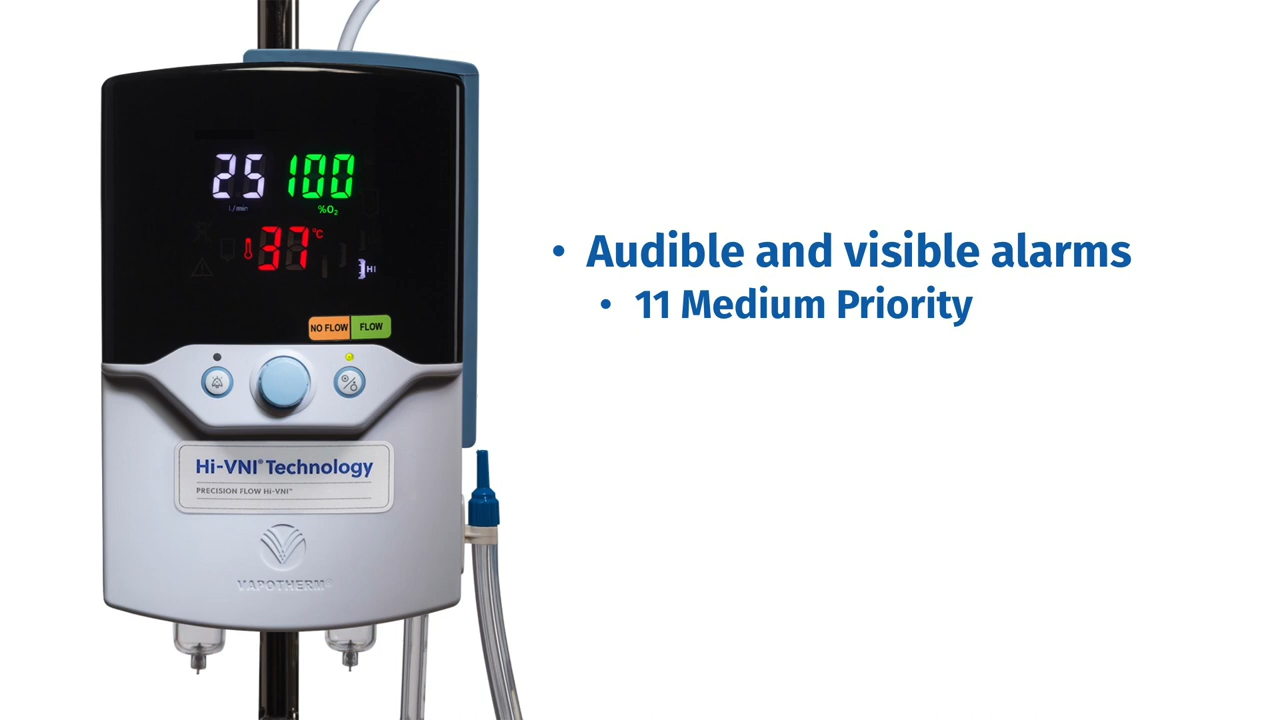 25 100
l/min %O₂
37 °C
HI
NO FLOW FLOW
Hi-VNI® Technology
PRECISION FLOW Hi-VNI™
VAPOTHERM®
• Audible and visible alarms
• 11 Medium Priority